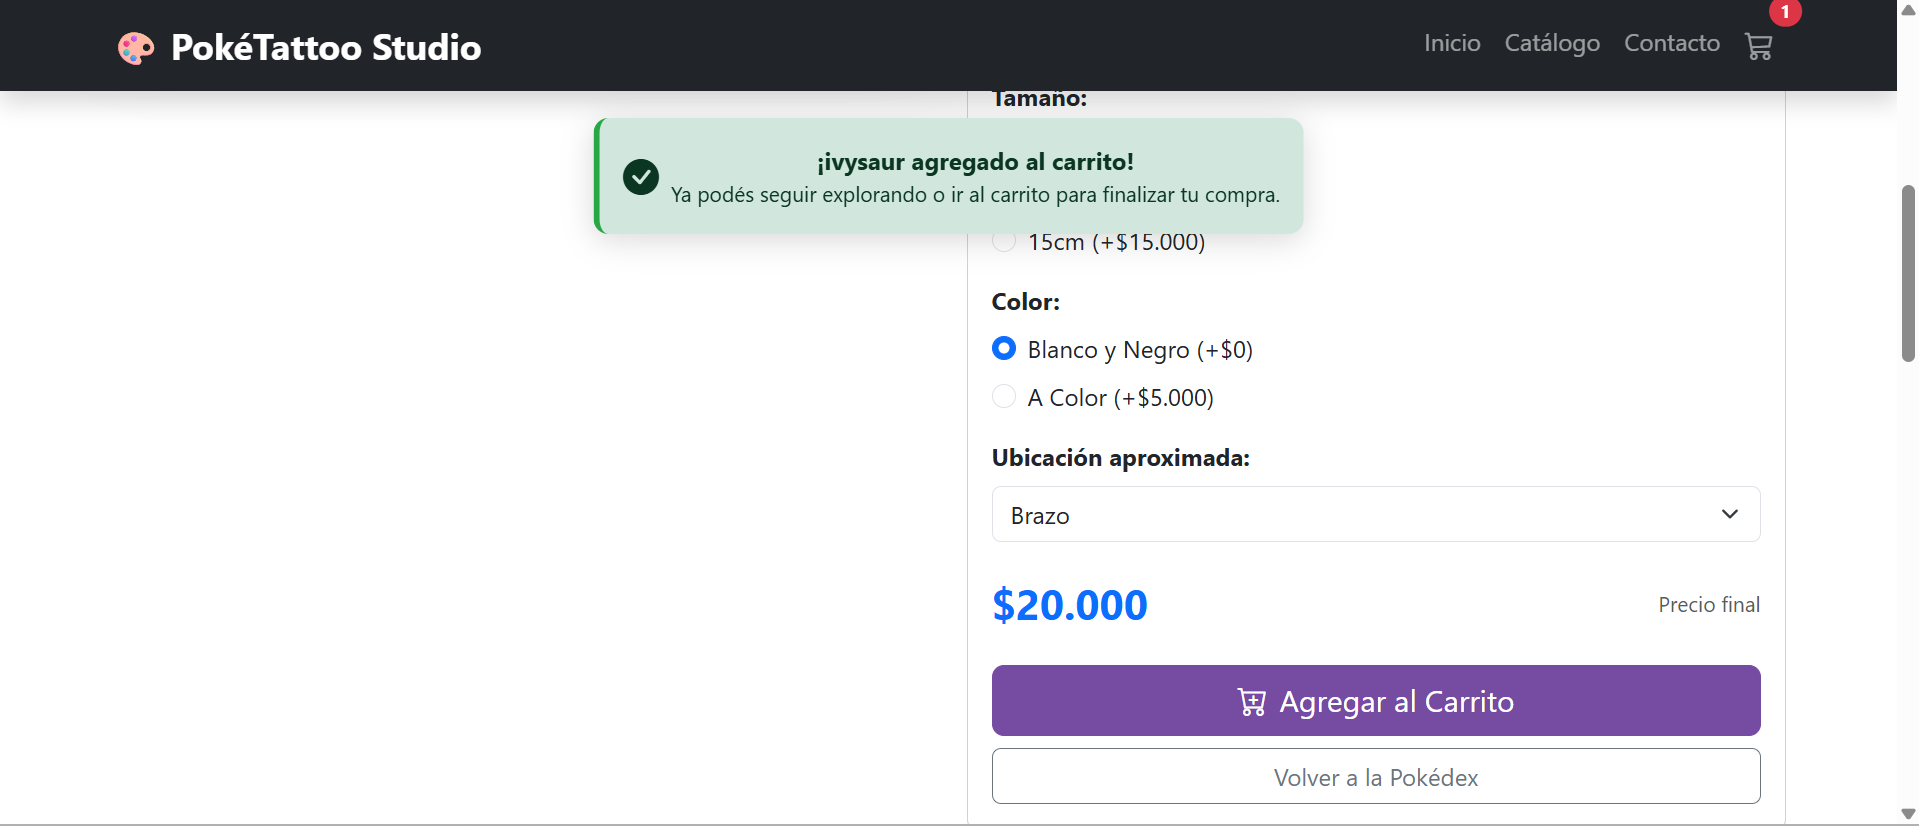 PokéTattoo Studio
Inicio
Catálogo
Contacto
1
Tamaño:
¡ivysaur agregado al carrito!
Ya podés seguir explorando o ir al carrito para finalizar tu compra.
15cm (+$15.000)
Color:
Blanco y Negro (+$0)
A Color (+$5.000)
Ubicación aproximada:
Brazo
$20.000
Precio final
Agregar al Carrito
Volver a la Pokédex